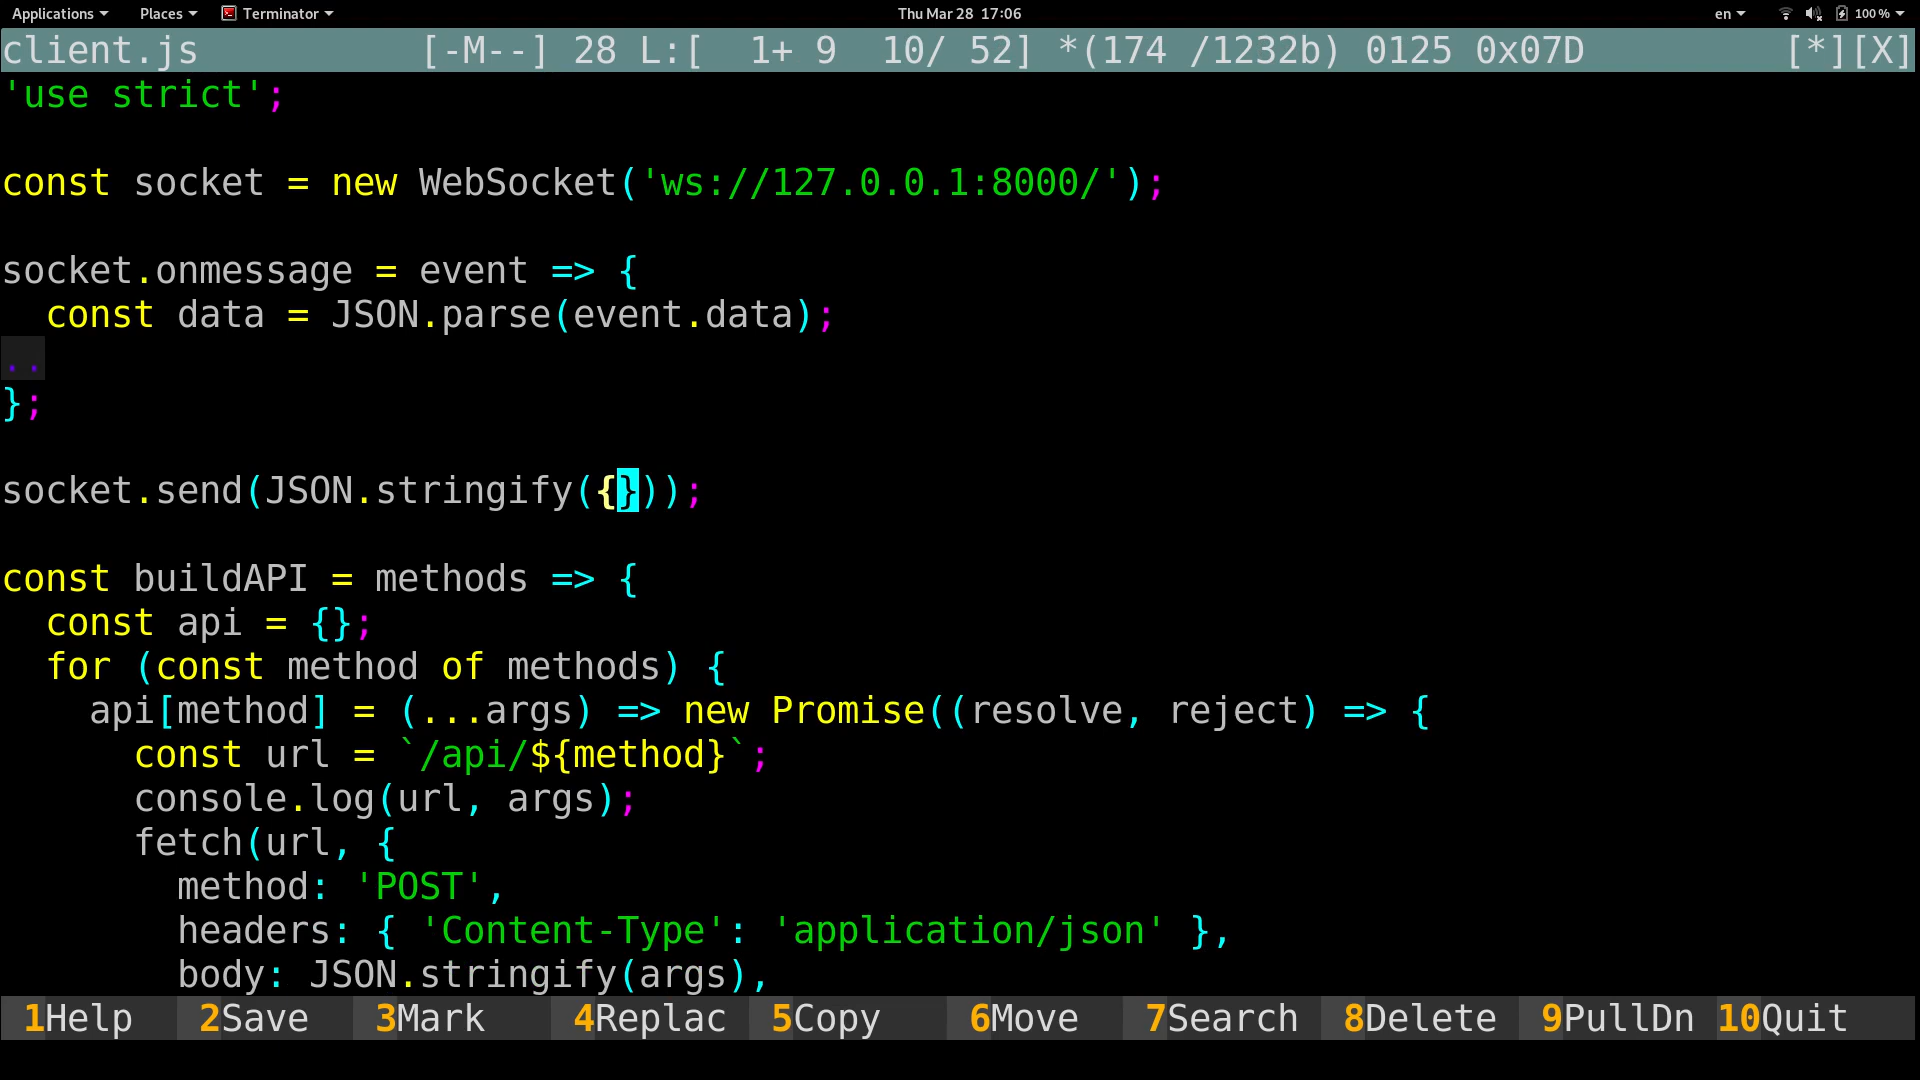 Applications Places Terminator Thu Mar 28 17:06 en 100 %
client.js [-M--] 28 L:[ 1+ 9 10/ 52] *(174 /1232b) 0125 0x07D [*][X]
'use strict';
const socket = new WebSocket('ws://127.0.0.1:8000/');
socket.onmessage = event => {
  const data = JSON.parse(event.data);
..
};
socket.send(JSON.stringify({}));
const buildAPI = methods => {
  const api = {};
  for (const method of methods) {
    api[method] = (...args) => new Promise((resolve, reject) => {
      const url = `/api/${method}`;
      console.log(url, args);
      fetch(url, {
        method: 'POST',
        headers: { 'Content-Type': 'application/json' },
        body: JSON.stringify(args),
1Help 2Save 3Mark 4Replac 5Copy 6Move 7Search 8Delete 9PullDn 10Quit